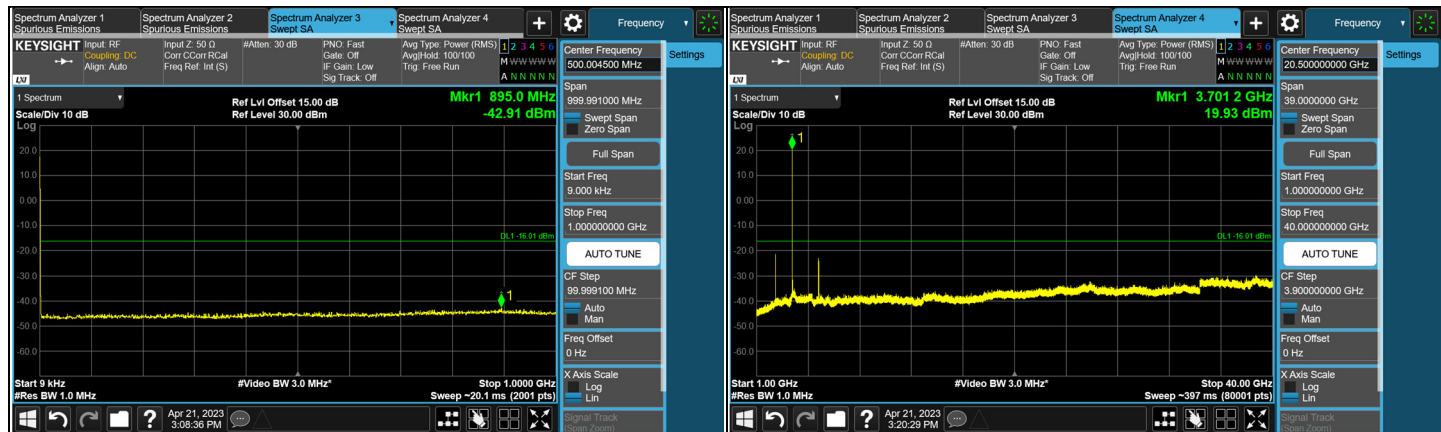 Spectrum Analyzer 1
Spurious Emissions
Spectrum Analyzer 2
Spurious Emissions
Spectrum Analyzer 3
Swept SA
Spectrum Analyzer 4
Swept SA
+
Frequency
KEYSIGHT
Input: RF
Coupling: DC
Align: Auto
Input Z: 50 Ω
Corr CCorr RCal
Freq Ref: Int (S)
#Atten: 30 dB
PNO: Fast
Gate: Off
IF Gain: Low
Sig Track: Off
Avg Type: Power (RMS)
Avg|Hold: 100/100
Trig: Free Run
1 2 3 4 5 6
M W W W W W
A N N N N N
LXI
Center Frequency
500.004500 MHz
Settings
Span
999.991000 MHz
Swept Span
Zero Span
Full Span
Start Freq
9.000 kHz
Stop Freq
1.000000000 GHz
AUTO TUNE
CF Step
99.999100 MHz
Auto
Man
Freq Offset
0 Hz
X Axis Scale
Log
Lin
Signal Track
(Span Zoom)
1 Spectrum
Scale/Div 10 dB
Log
Ref Lvl Offset 15.00 dB
Ref Level 30.00 dBm
Mkr1 895.0 MHz
-42.91 dBm
20.0
10.0
0.00
-10.0
-20.0
-30.0
-40.0
-50.0
-60.0
DL1 -16.01 dBm
1
Start 9 kHz
#Res BW 1.0 MHz
#Video BW 3.0 MHz*
Stop 1.0000 GHz
Sweep ~20.1 ms (2001 pts)
?
Apr 21, 2023
3:08:36 PM
Spectrum Analyzer 1
Spurious Emissions
Spectrum Analyzer 2
Spurious Emissions
Spectrum Analyzer 3
Swept SA
Spectrum Analyzer 4
Swept SA
+
Frequency
KEYSIGHT
Input: RF
Coupling: DC
Align: Auto
Input Z: 50 Ω
Corr CCorr RCal
Freq Ref: Int (S)
#Atten: 30 dB
PNO: Fast
Gate: Off
IF Gain: Low
Sig Track: Off
Avg Type: Power (RMS)
Avg|Hold: 100/100
Trig: Free Run
1 2 3 4 5 6
M W W W W W
A N N N N N
LXI
Center Frequency
20.500000000 GHz
Settings
Span
39.0000000 GHz
Swept Span
Zero Span
Full Span
Start Freq
1.000000000 GHz
Stop Freq
40.000000000 GHz
AUTO TUNE
CF Step
3.900000000 GHz
Auto
Man
Freq Offset
0 Hz
X Axis Scale
Log
Lin
Signal Track
(Span Zoom)
1 Spectrum
Scale/Div 10 dB
Log
Ref Lvl Offset 15.00 dB
Ref Level 30.00 dBm
Mkr1 3.701 2 GHz
19.93 dBm
20.0
10.0
0.00
-10.0
-20.0
-30.0
-40.0
-50.0
-60.0
DL1 -16.01 dBm
1
Start 1.00 GHz
#Res BW 1.0 MHz
#Video BW 3.0 MHz*
Stop 40.00 GHz
Sweep ~397 ms (80001 pts)
?
Apr 21, 2023
3:20:29 PM